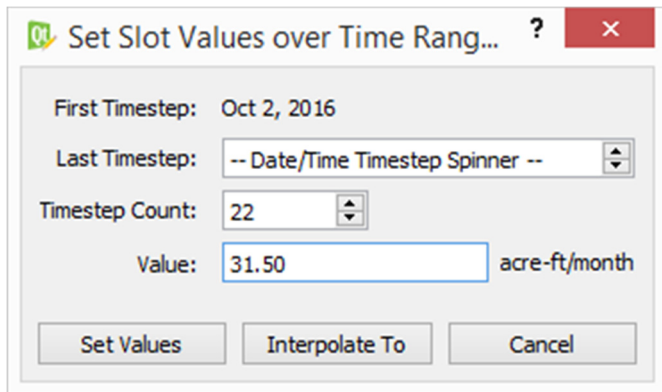 Qt Set Slot Values over Time Rang... ?
First Timestep: Oct 2, 2016
Last Timestep: -- Date/Time Timestep Spinner --
Timestep Count: 22
Value: 31.50 acre-ft/month
Set Values Interpolate To Cancel